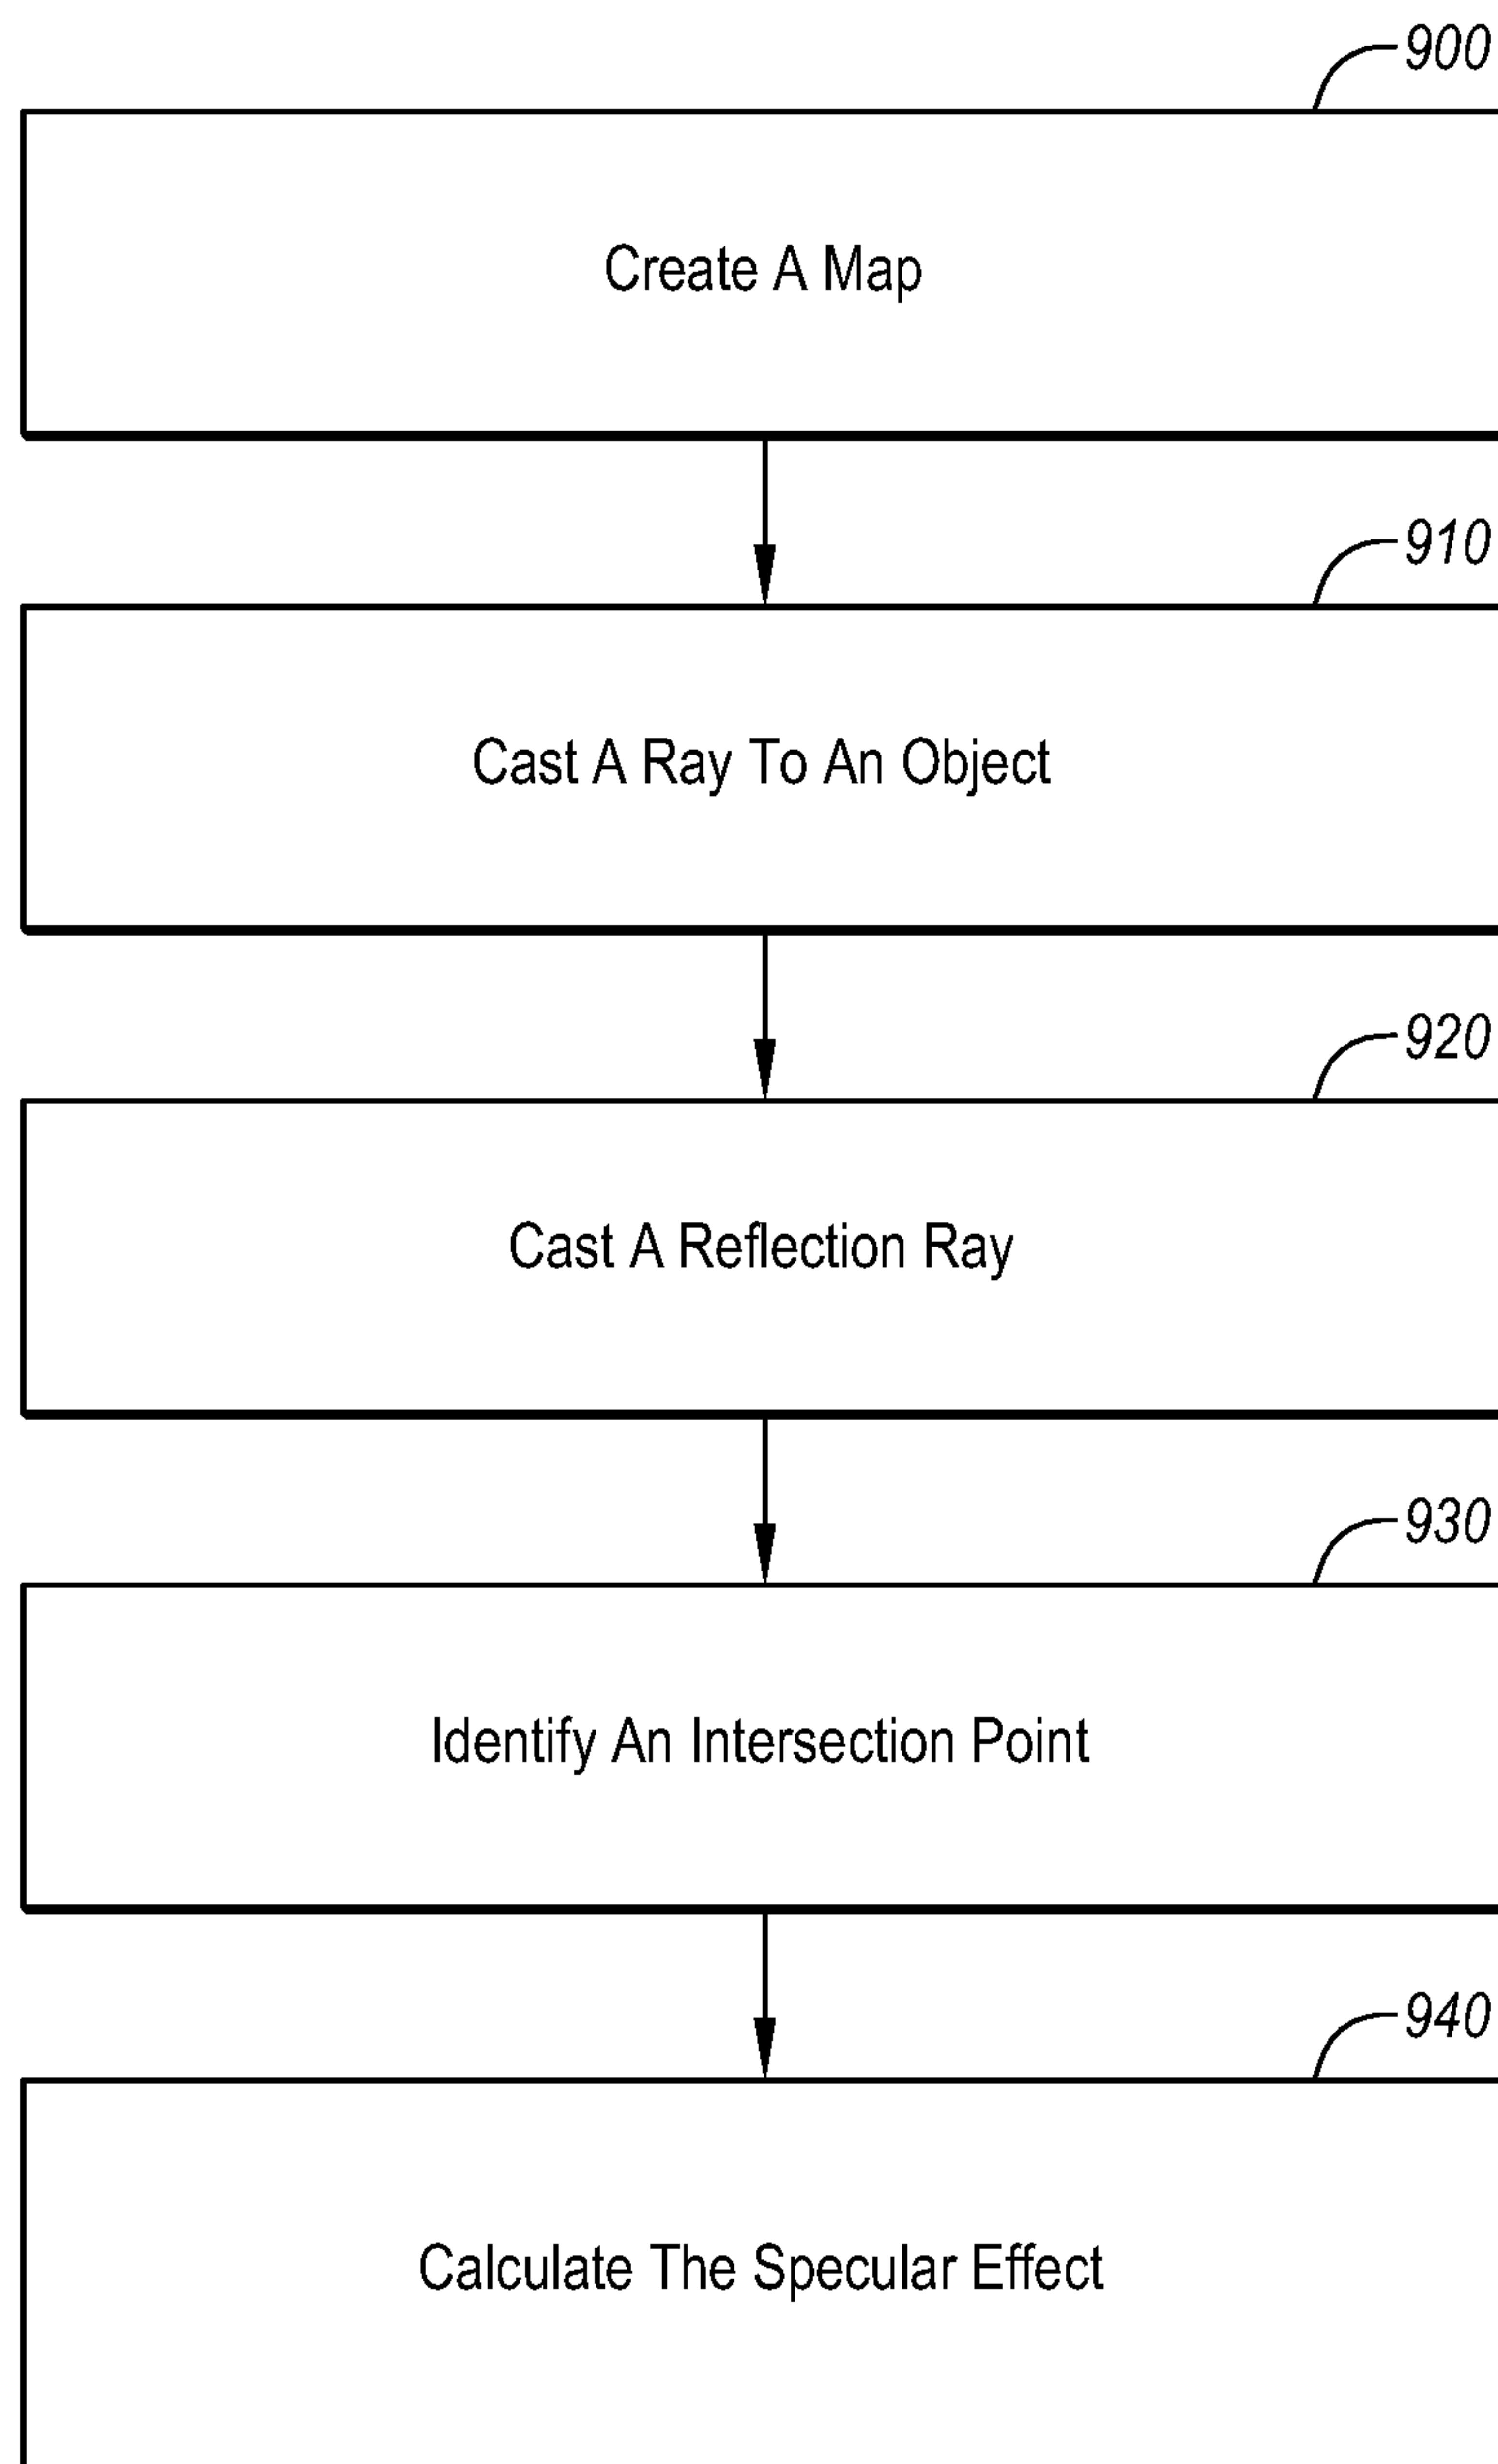 900
Create A Map
910
Cast A Ray To An Object
920
Cast A Reflection Ray
930
Identify An Intersection Point
940
Calculate The Specular Effect